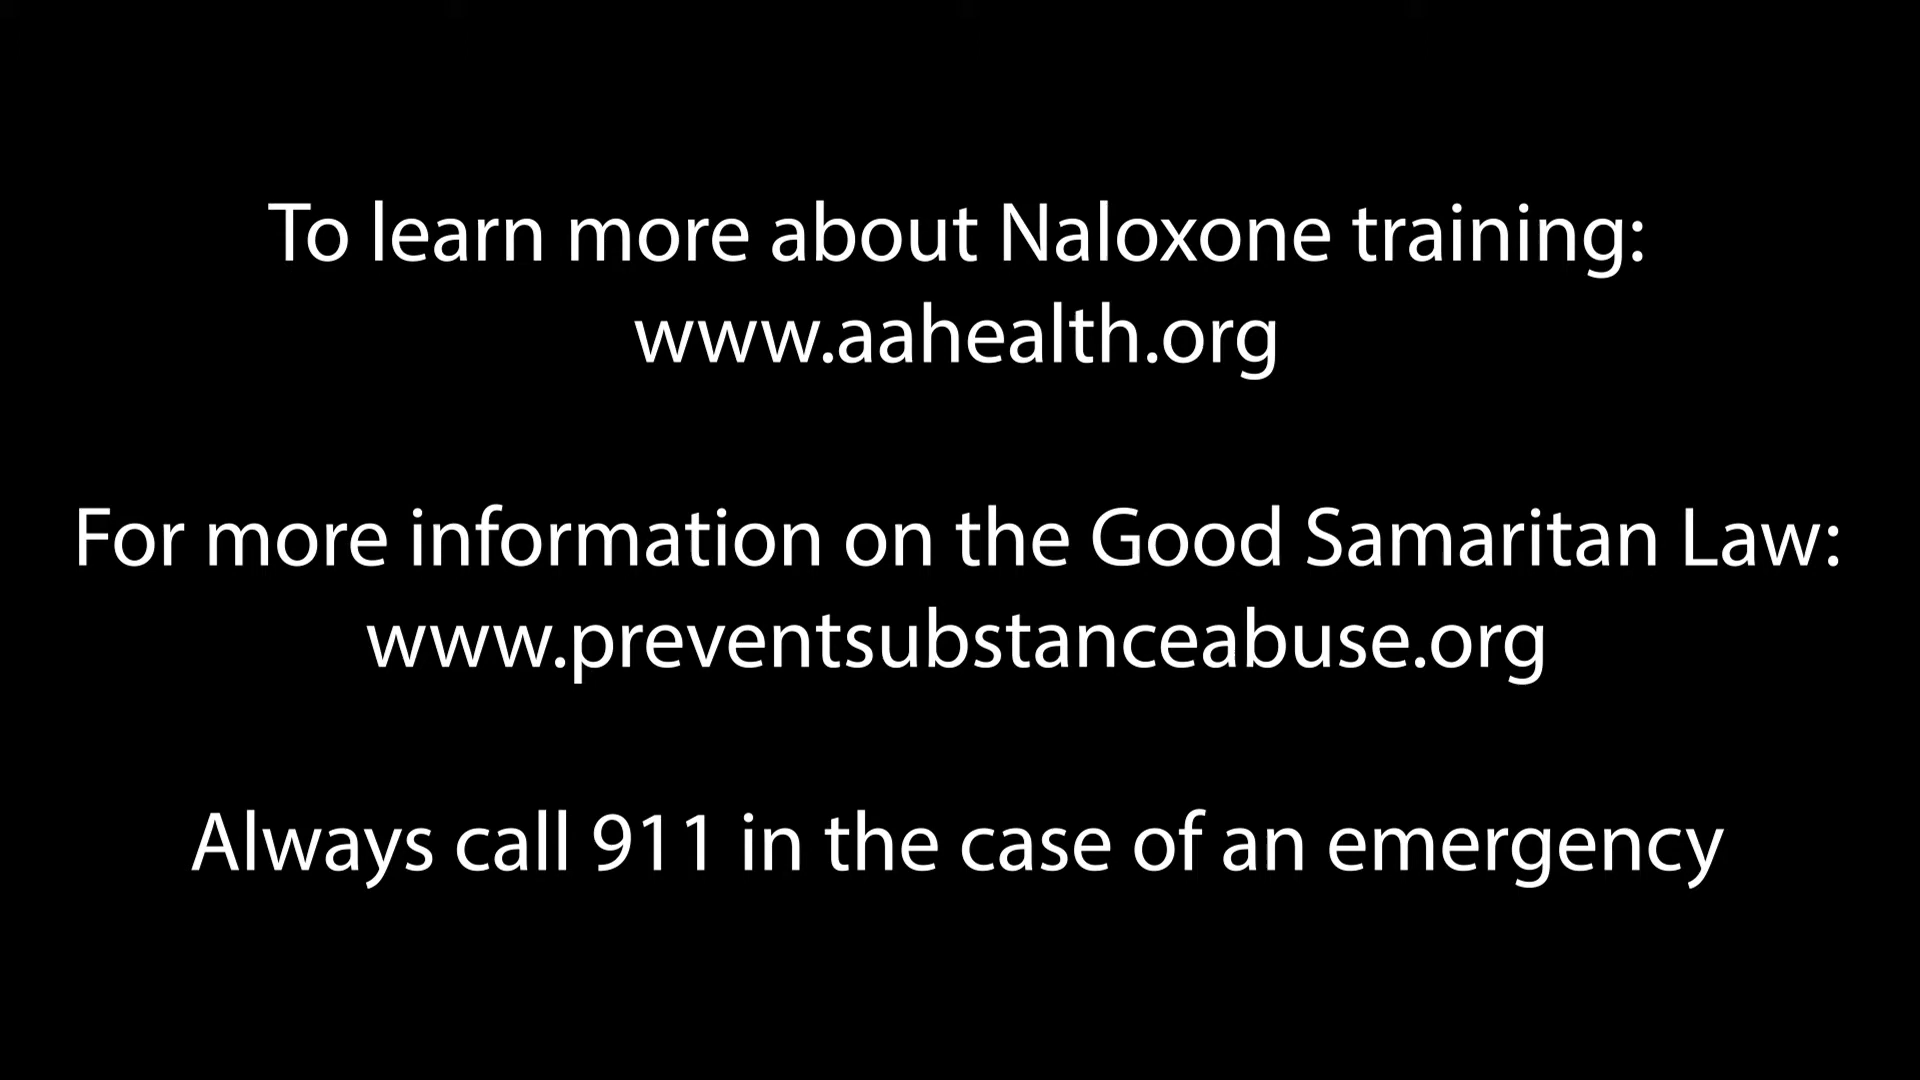 To learn more about Naloxone training:
www.aahealth.org
For more information on the Good Samaritan Law:
www.preventsubstanceabuse.org
Always call 911 in the case of an emergency